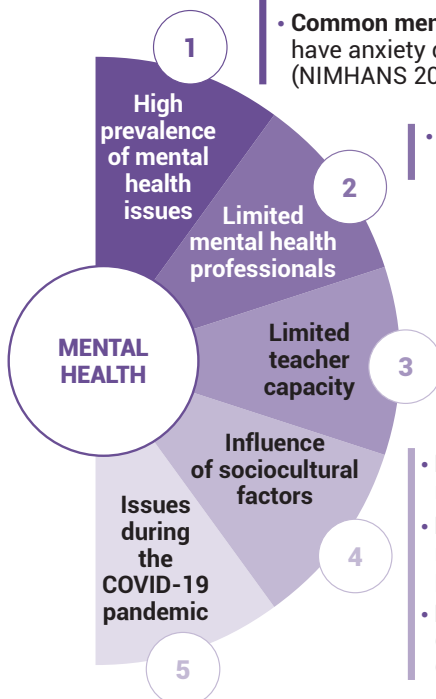 • Common men
have anxiety
(NIMHANS 20
1
High
prevalence
of mental
health
issues
•
2
Limited
mental health
professionals
MENTAL
HEALTH
Limited
teacher
capacity
3
Influence
of sociocultural
factors
4
•
•
•
Issues
during
the
COVID-19
pandemic
5